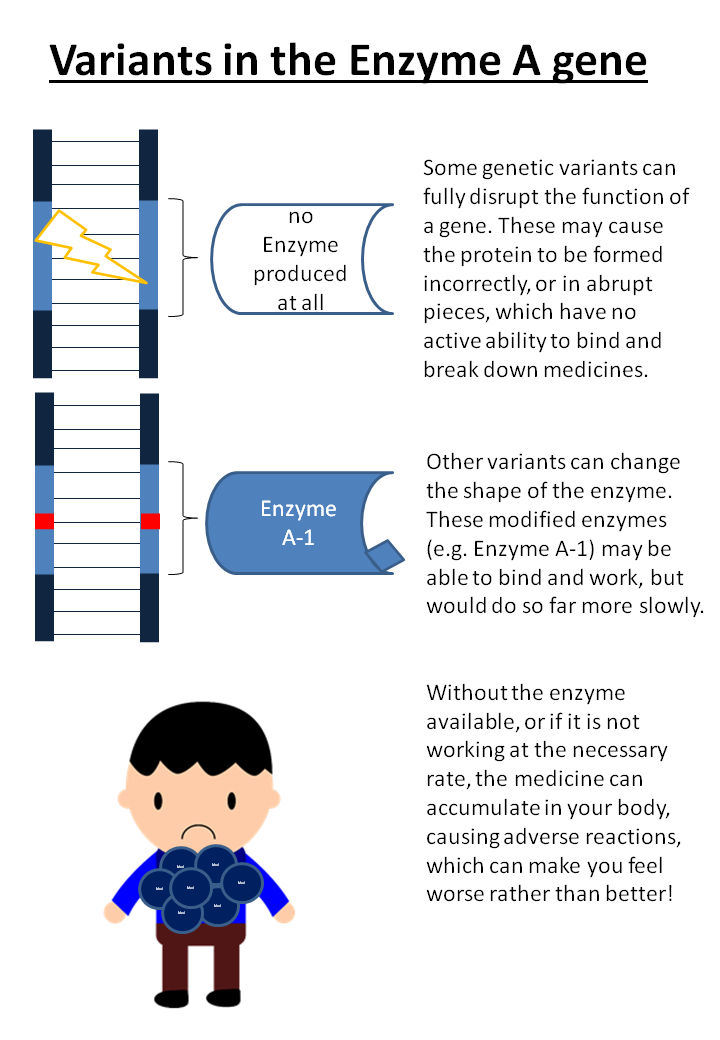 Variants in the Enzyme A gene
no
Enzyme
produced
at all
Some genetic variants can
fully disrupt the function of
a gene. These may cause
the protein to be formed
incorrectly, or in abrupt
pieces, which have no
active ability to bind and
break down medicines.
Enzyme
A-1
Other variants can change
the shape of the enzyme.
These modified enzymes
(e.g. Enzyme A-1) may be
able to bind and work, but
would do so far more slowly.
Without the enzyme
available, or if it is not
working at the necessary
rate, the medicine can
accumulate in your body,
causing adverse reactions,
which can make you feel
worse rather than better!
Med
Med
Med
Med
Med
Med
Med